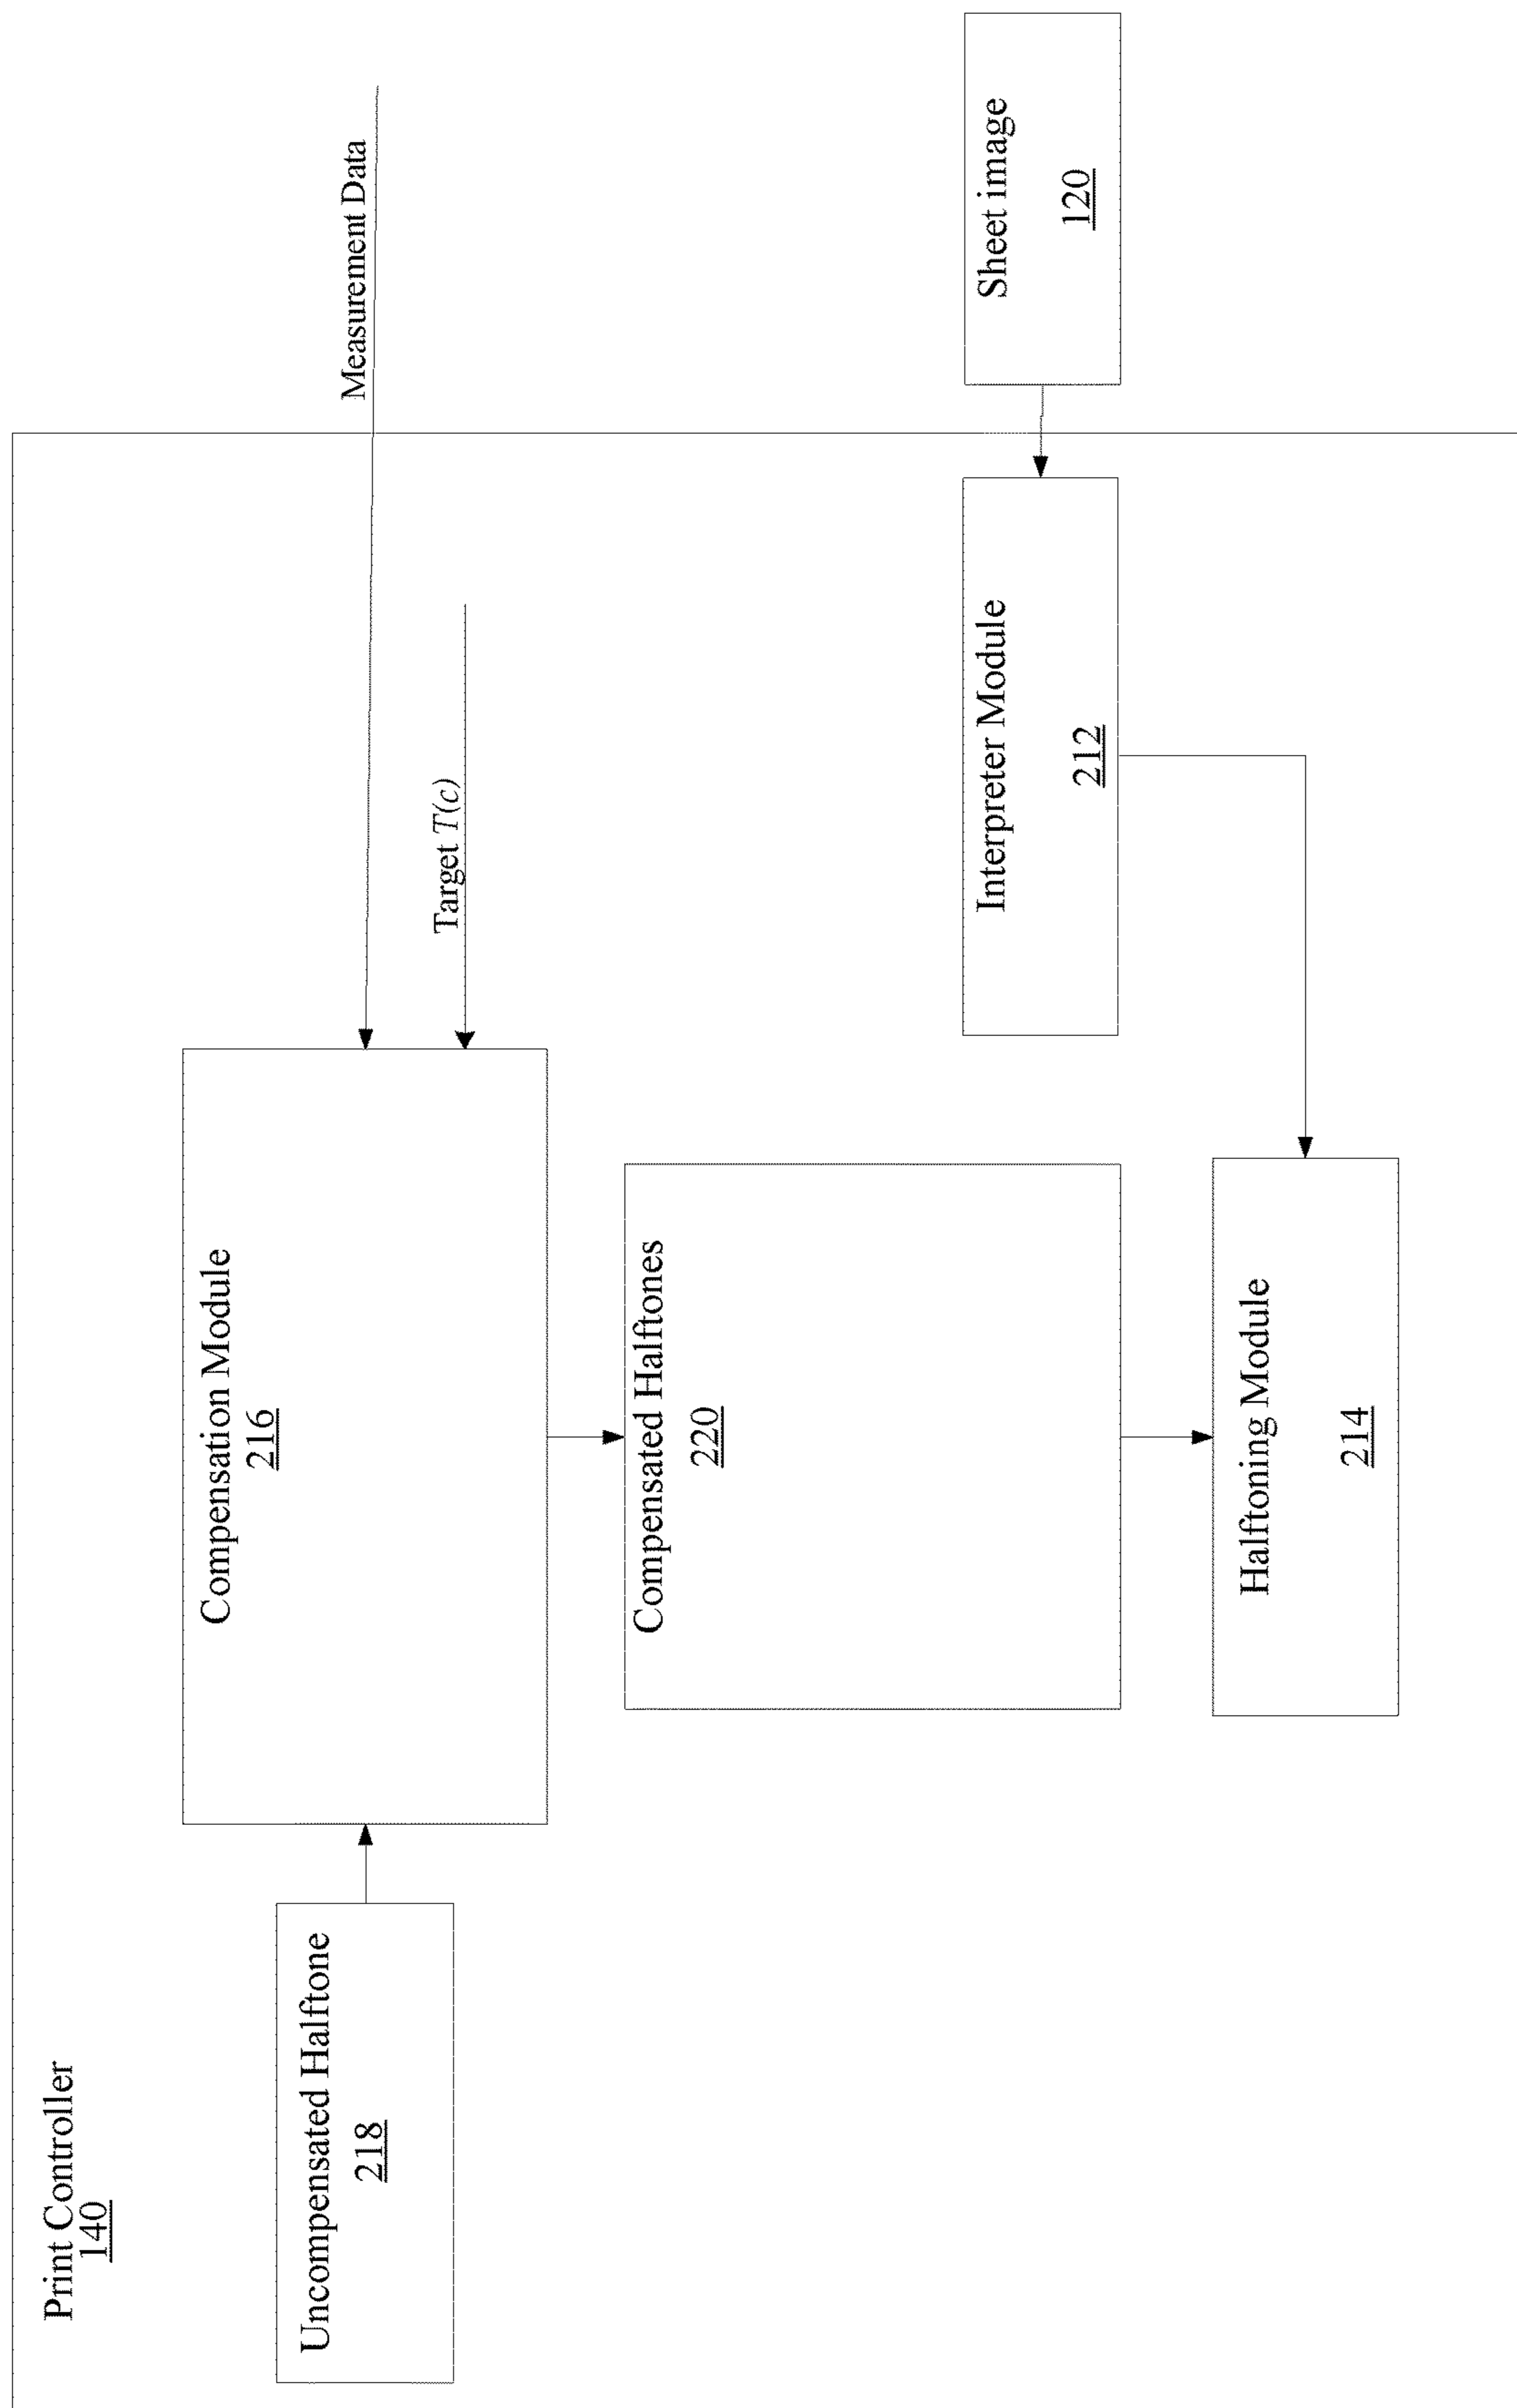 Print Controller
140
Uncompensated Halftone
218
Compensation Module
216
Measurement Data
Target T(c)
Compensated Halftones
220
Halftoning Module
214
Interpreter Module
212
Sheet image
120